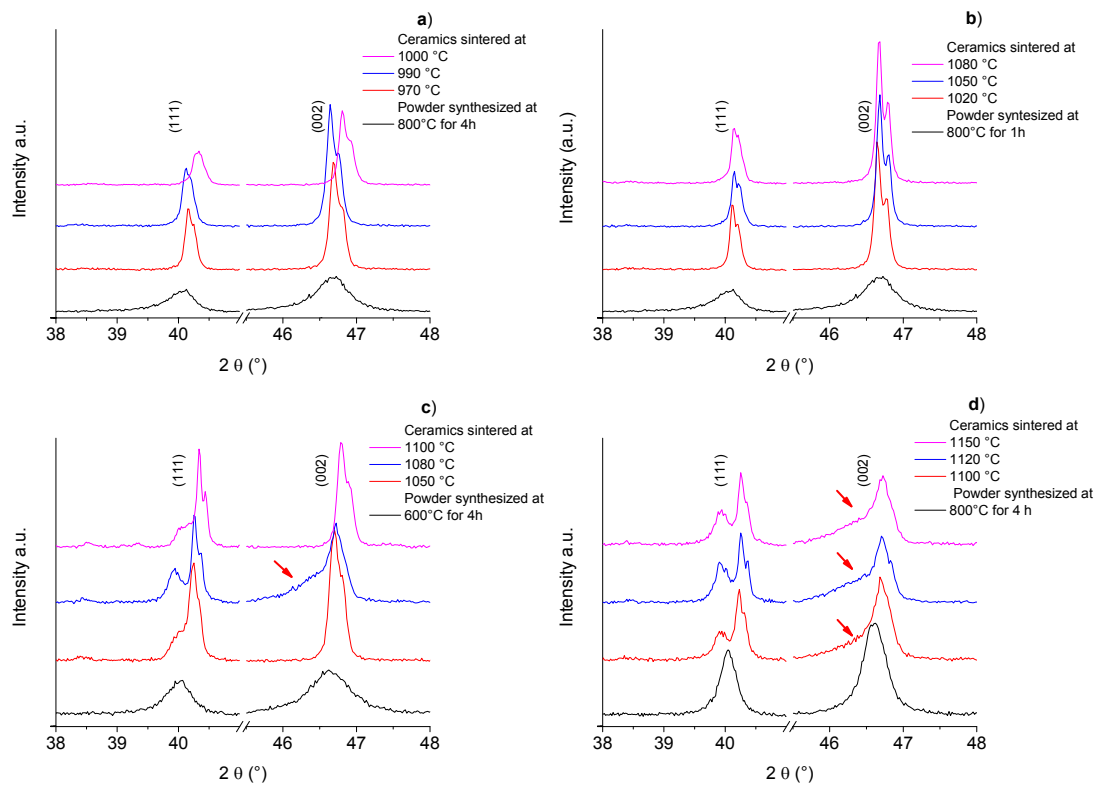 a)
Ceramics sintered at
1000 °C
990 °C
970 °C
Powder synthesized at
800°C for 4h
(111)
(002)
Intensity a.u.
38 39 40 46 47 48
2 θ (°)
b)
Ceramics sintered at
1080 °C
1050 °C
1020 °C
Powder synthesized at
800°C for 1h
(111)
(002)
Intensity (a.u.)
38 39 40 46 47 48
2 θ (°)
c)
Ceramics sintered at
1100 °C
1080 °C
1050 °C
Powder synthesized at
600°C for 4h
(111)
(002)
Intensity a.u.
38 39 40 46 47 48
2 θ (°)
d)
Ceramics sintered at
1150 °C
1120 °C
1100 °C
Powder synthesized at
800°C for 4 h
(111)
(002)
Intensity a.u.
38 39 40 46 47 48
2 θ (°)